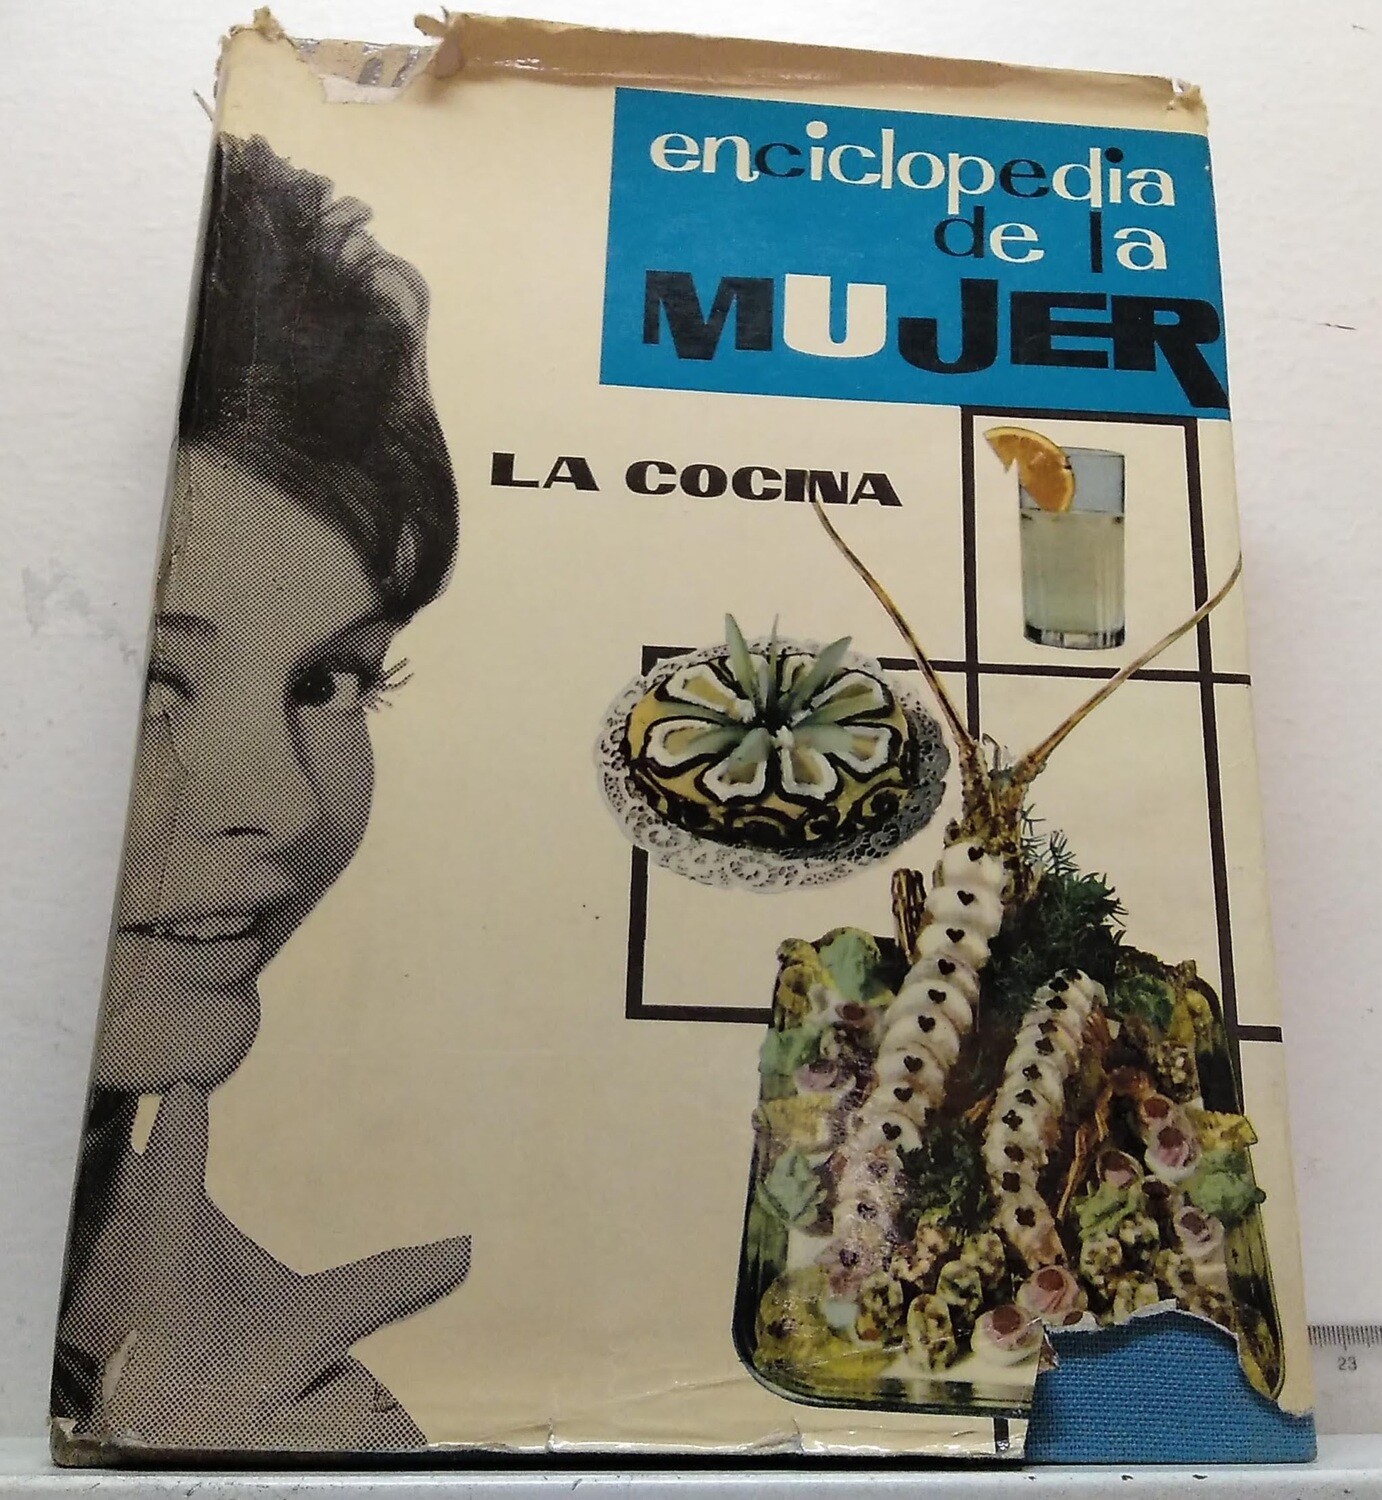 enciclopedia
de la
MUJER
LA COCINA
23